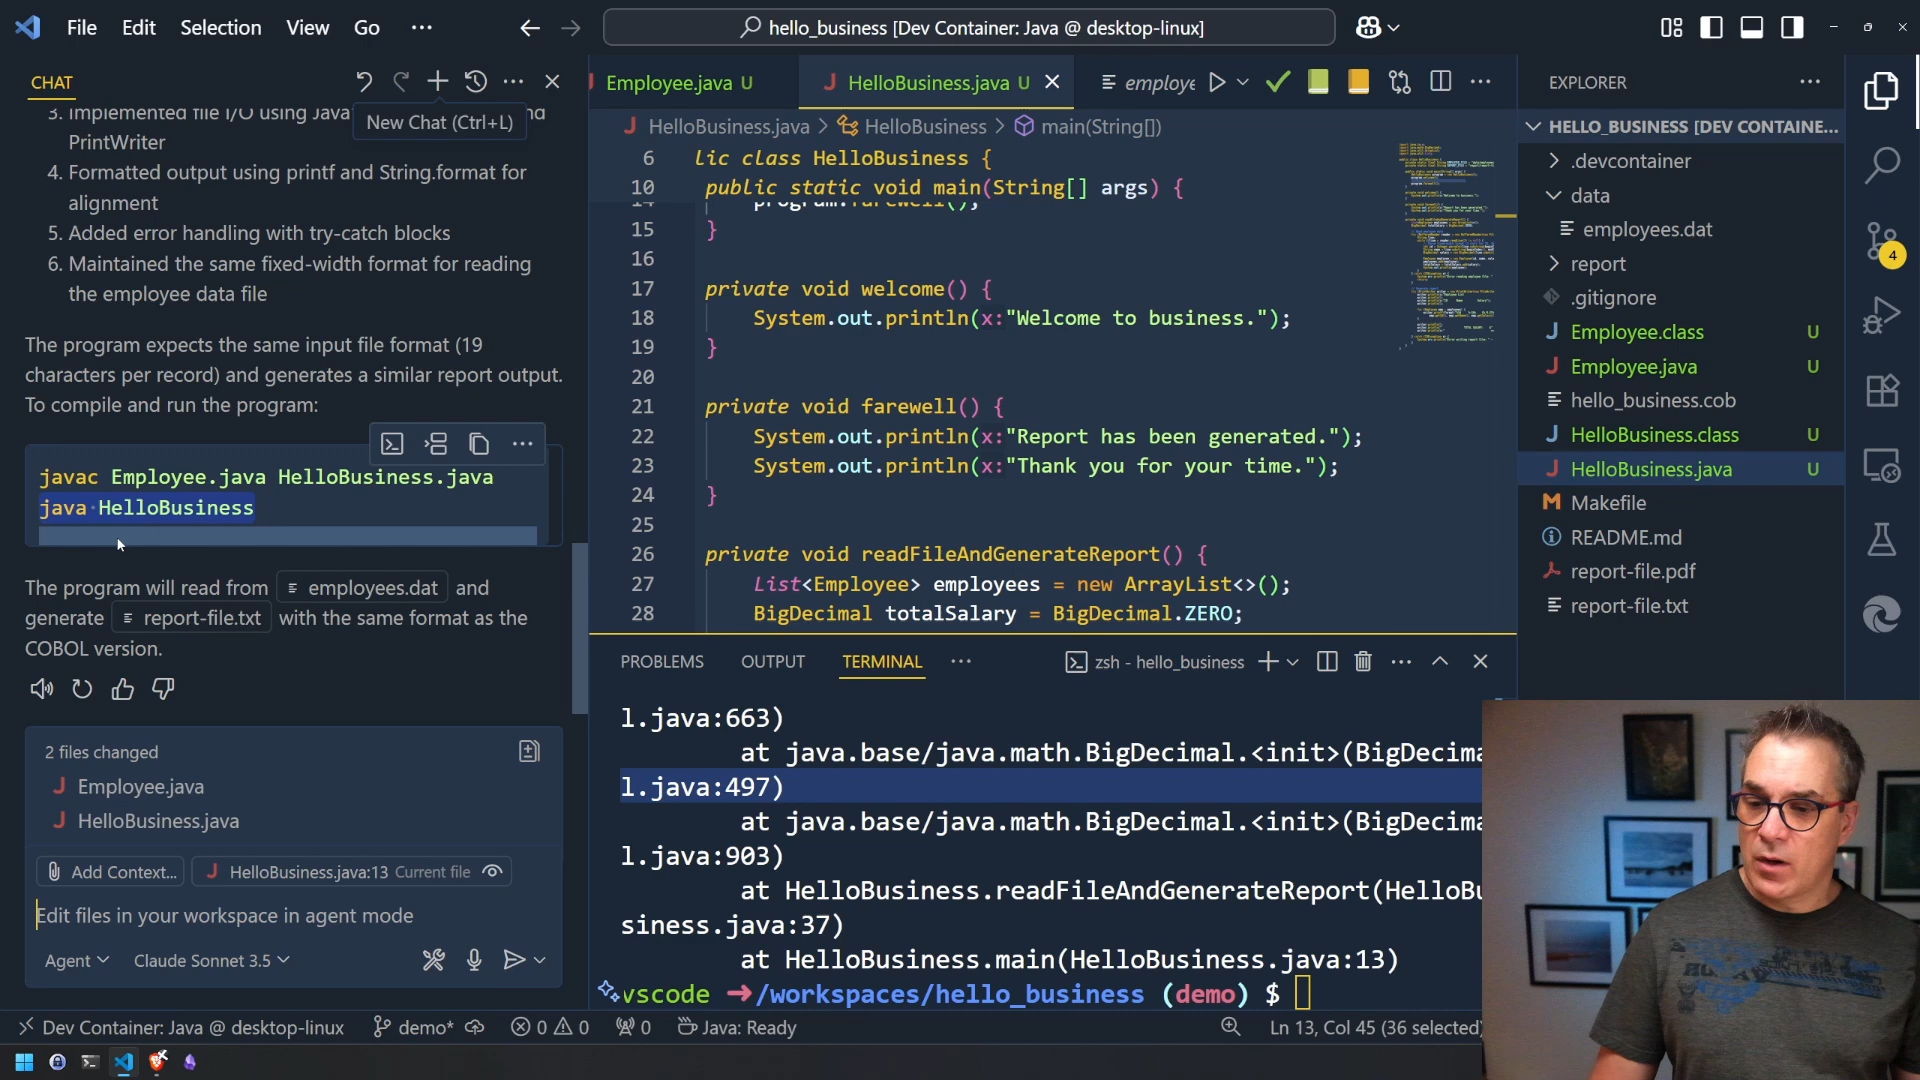 File Edit Selection View Go ···
hello_business [Dev Container: Java @ desktop-linux]
CHAT
3. Implemented file I/O using Java
nd
PrintWriter
New Chat (Ctrl+L)
4. Formatted output using printf and String.format for
alignment
5. Added error handling with try-catch blocks
6. Maintained the same fixed-width format for reading
the employee data file
The program expects the same input file format (19
characters per record) and generates a similar report output.
To compile and run the program:
javac Employee.java HelloBusiness.java
java·HelloBusiness
The program will read from employees.dat and
generate report-file.txt with the same format as the
COBOL version.
2 files changed
Employee.java
HelloBusiness.java
Add Context... HelloBusiness.java:13 Current file
Edit files in your workspace in agent mode
Agent Claude Sonnet 3.5
Employee.java U HelloBusiness.java U employe
HelloBusiness.java > HelloBusiness > main(String[])
6 lic class HelloBusiness {
10 public static void main(String[] args) {
14 program.farewell();
15 }
16
17 private void welcome() {
18 System.out.println(x:"Welcome to business.");
19 }
20
21 private void farewell() {
22 System.out.println(x:"Report has been generated.");
23 System.out.println(x:"Thank you for your time.");
24 }
25
26 private void readFileAndGenerateReport() {
27 List<Employee> employees = new ArrayList<>();
28 BigDecimal totalSalary = BigDecimal.ZERO;
PROBLEMS OUTPUT TERMINAL ··· zsh - hello_business
l.java:663)
at java.base/java.math.BigDecimal.<init>(BigDecima
l.java:497)
at java.base/java.math.BigDecimal.<init>(BigDecima
l.java:903)
at HelloBusiness.readFileAndGenerateReport(HelloBu
siness.java:37)
at HelloBusiness.main(HelloBusiness.java:13)
vscode ➜/workspaces/hello_business (demo) $
EXPLORER
HELLO_BUSINESS [DEV CONTAINE...
.devcontainer
data
employees.dat
report
.gitignore
Employee.class U
Employee.java U
hello_business.cob
HelloBusiness.class U
HelloBusiness.java U
Makefile
README.md
report-file.pdf
report-file.txt
4
Dev Container: Java @ desktop-linux demo* 0 0 0 Java: Ready Ln 13, Col 45 (36 selected)